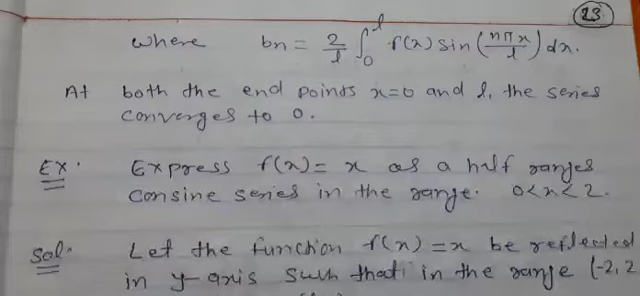 23
where bn = 2/l ∫₀ˡ f(x) sin (nπx/l) dx.
At both the end points x=0 and l, the series
converges to 0.
Ex. Express f(x) = x as a half ranges
consine series in the range. 0<x<2.
Sol. Let the function f(x) = x be reflected
in y-axis such that in the range (-2, 2